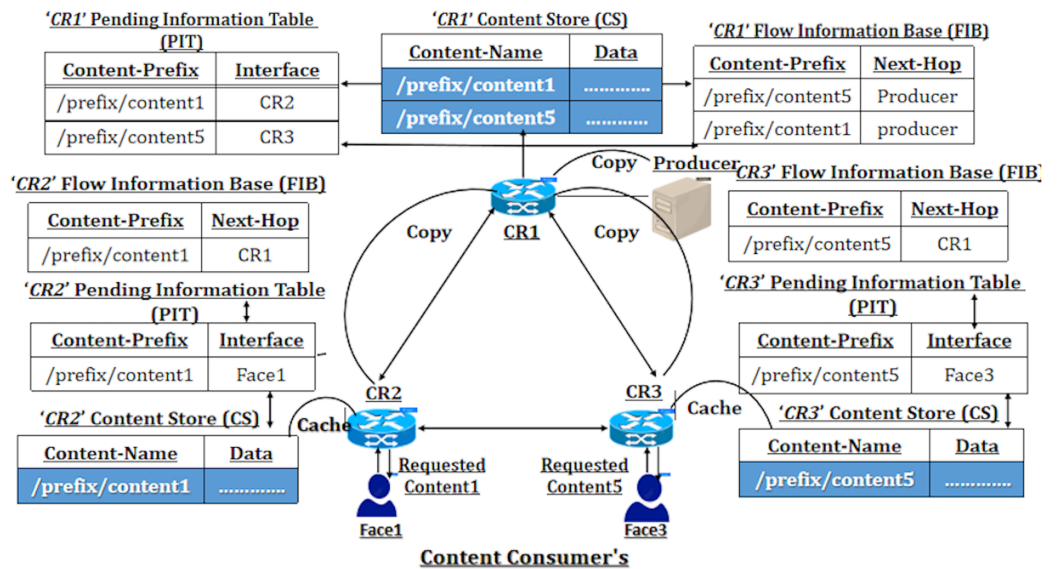 'CR1' Pending Information Table
(PIT)
Content-Prefix Interface
/prefix/content1 CR2
/prefix/content5 CR3
'CR1' Content Store (CS)
Content-Name Data
/prefix/content1 .............
/prefix/content5 ............
'CR1' Flow Information Base (FIB)
Content-Prefix Next-Hop
/prefix/content5 Producer
/prefix/content1 producer
Copy Producer
CR1
Copy
Copy
'CR2' Flow Information Base (FIB)
Content-Prefix Next-Hop
/prefix/content1 CR1
'CR2' Pending Information Table
(PIT)
Content-Prefix Interface
/prefix/content1 Face1
'CR2' Content Store (CS)
Content-Name Data
/prefix/content1 .............
'CR3' Flow Information Base (FIB)
Content-Prefix Next-Hop
/prefix/content5 CR1
'CR3' Pending Information Table
(PIT)
Content-Prefix Interface
/prefix/content5 Face3
'CR3' Content Store (CS)
Content-Name Data
/prefix/content5 .............
CR2
Cache
CR3
Cache
Requested
Content1
Requested
Content5
Face1
Face3
Content Consumer's